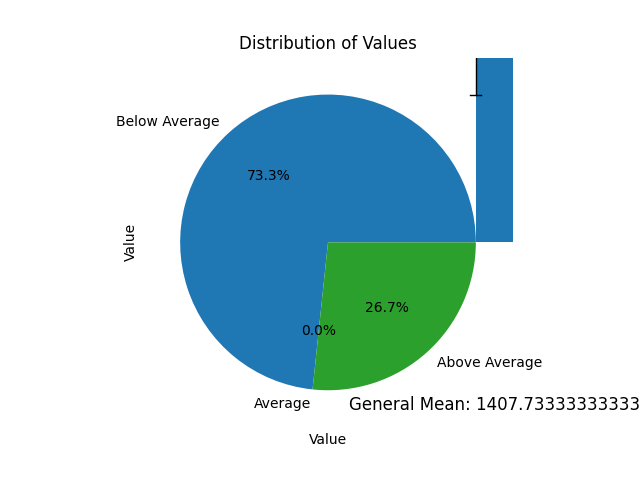 Distribution of Values
Below Average
73.3%
Value
26.7%
0.0%
Above Average
Average
General Mean: 1407.73333333333
Value